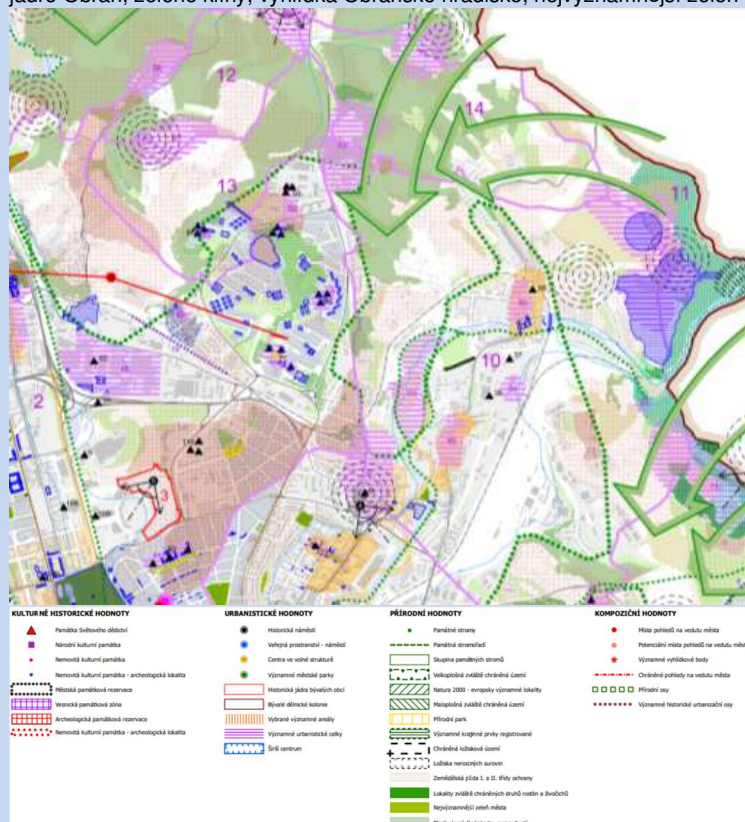 jádro Obřan, zelené klíny, vyhlídka Obřanské hradisko, nejvýznamnější zeleň
12
14
13
11
10
2
3
KULTURNĚ HISTORICKÉ HODNOTY
Památka Světového dědictví
Národní kulturní památka
Nemovitá kulturní památka
Nemovitá kulturní památka - archeologická lokalita
Městská památková rezervace
Vesnická památková zóna
Archeologická památková rezervace
Nemovitá kulturní památka - archeologická lokalita
URBANISTICKÉ HODNOTY
Historická náměstí
Veřejná prostranství - náměstí
Centra ve volné struktuře
Významné městské parky
Historická jádra bývalých obcí
Bývalé dělnické kolonie
Vybrané významné areály
Významné urbanistické celky
Širší centrum
PŘÍRODNÍ HODNOTY
Památné stromy
Památná stromořadí
Skupina památných stromů
Velkoplošná zvláště chráněná území
Natura 2000 - evropsky významné lokality
Maloplošná zvláště chráněná území
Přírodní park
Významné krajinné prvky registrované
Chráněná ložisková území
Ložiska nerostných surovin
Zemědělská půda I. a II. třídy ochrany
Lokality zvláště chráněných druhů rostlin a živočichů
Nejvýznamnější zeleň města
KOMPOZIČNÍ HODNOTY
Místa pohledů na vedutu města
Potenciální místa pohledů na vedutu měst
Významné vyhlídkové body
Chráněné pohledy na vedutu města
Přírodní osy
Významné historické urbanizační osy